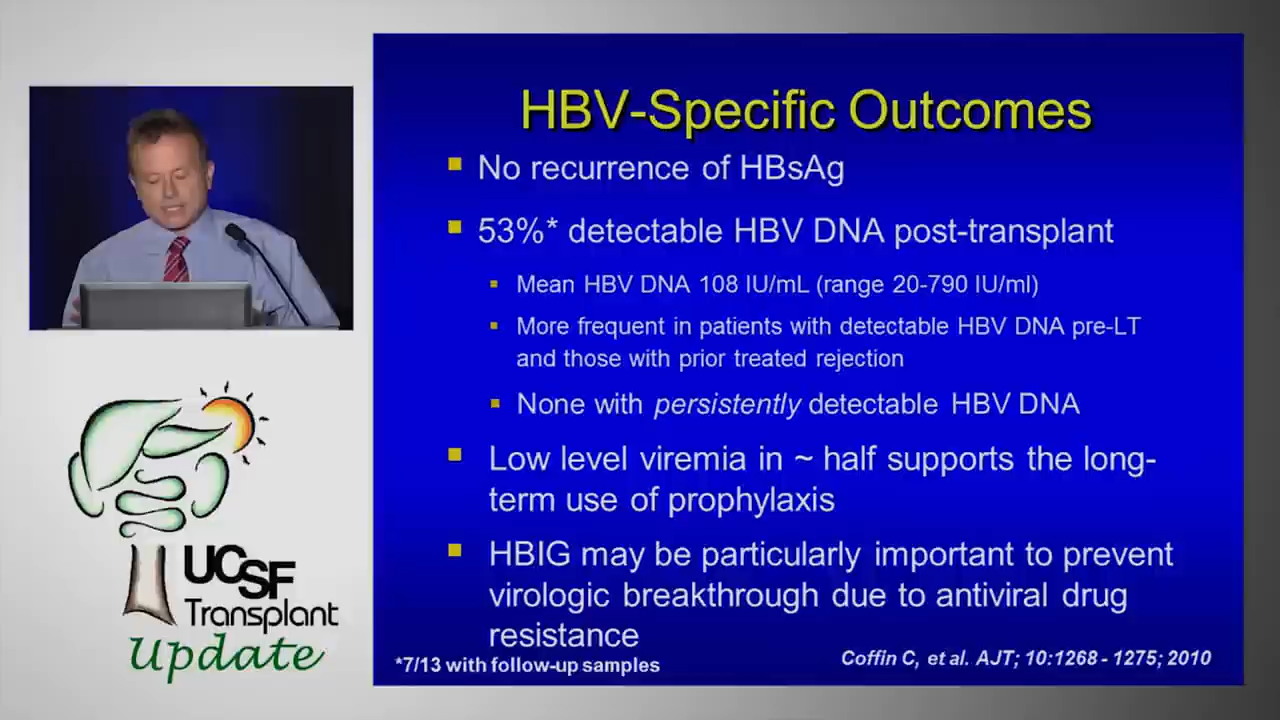 HBV-Specific Outcomes
No recurrence of HBsAg
53%* detectable HBV DNA post-transplant
Mean HBV DNA 108 IU/mL (range 20-790 IU/ml)
More frequent in patients with detectable HBV DNA pre-LT
and those with prior treated rejection
None with persistently detectable HBV DNA
Low level viremia in ~ half supports the long-
term use of prophylaxis
HBIG may be particularly important to prevent
virologic breakthrough due to antiviral drug
resistance
*7/13 with follow-up samples
Coffin C, et al. AJT; 10:1268 - 1275; 2010
UCSF
Transplant
Update